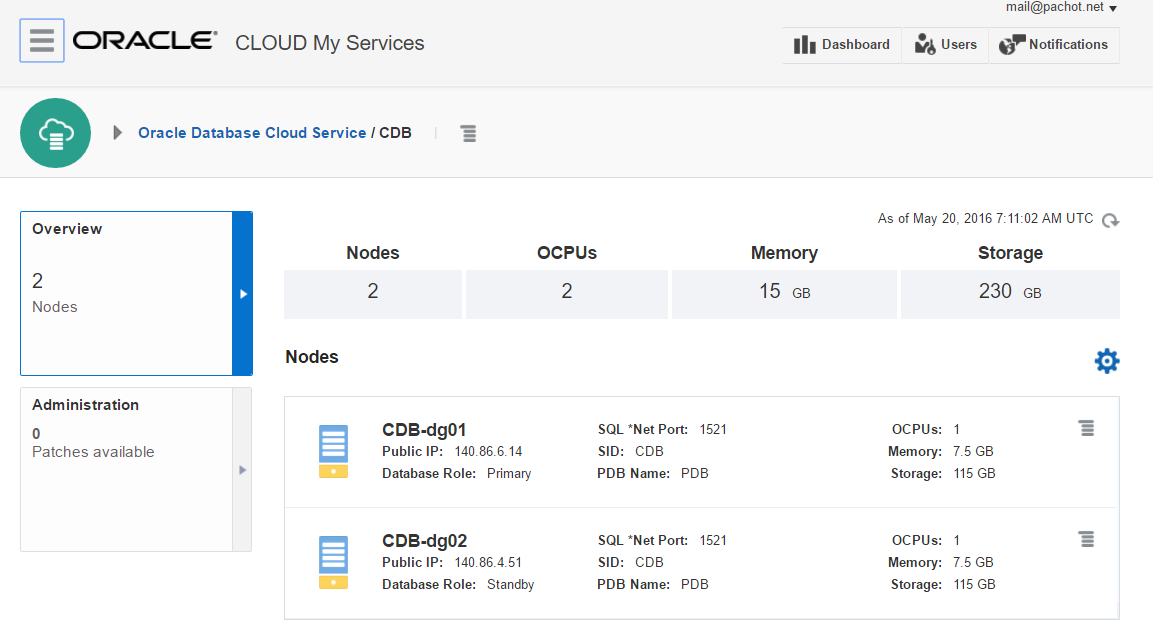 mail@pachot.net
ORACLE® CLOUD My Services
Dashboard Users Notifications
Oracle Database Cloud Service / CDB
Overview
2
Nodes
Administration
0
Patches available
As of May 20, 2016 7:11:02 AM UTC
Nodes OCPUs Memory Storage
2 2 15 GB 230 GB
Nodes
CDB-dg01 SQL *Net Port: 1521 OCPUs: 1
Public IP: 140.86.6.14 SID: CDB Memory: 7.5 GB
Database Role: Primary PDB Name: PDB Storage: 115 GB
CDB-dg02 SQL *Net Port: 1521 OCPUs: 1
Public IP: 140.86.4.51 SID: CDB Memory: 7.5 GB
Database Role: Standby PDB Name: PDB Storage: 115 GB